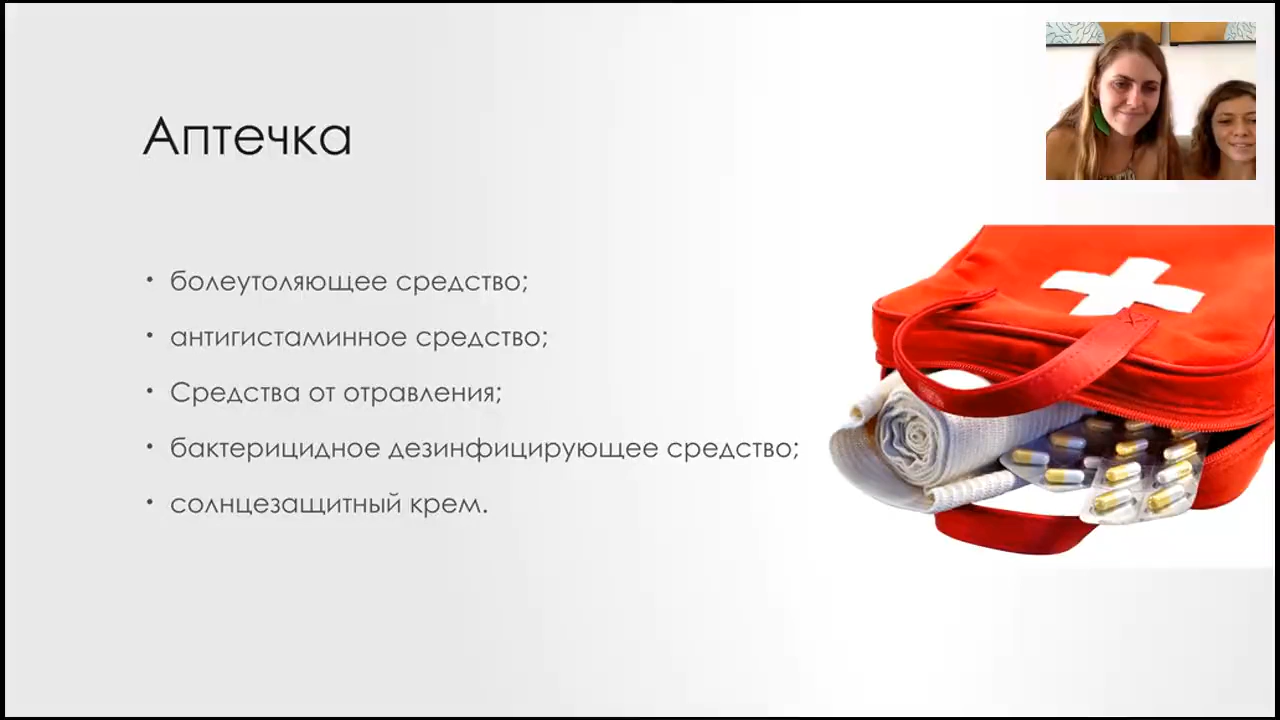 Аптечка
• болеутоляющее средство;
• антигистаминное средство;
• Средства от отравления;
• бактерицидное дезинфицирующее средство;
• солнцезащитный крем.